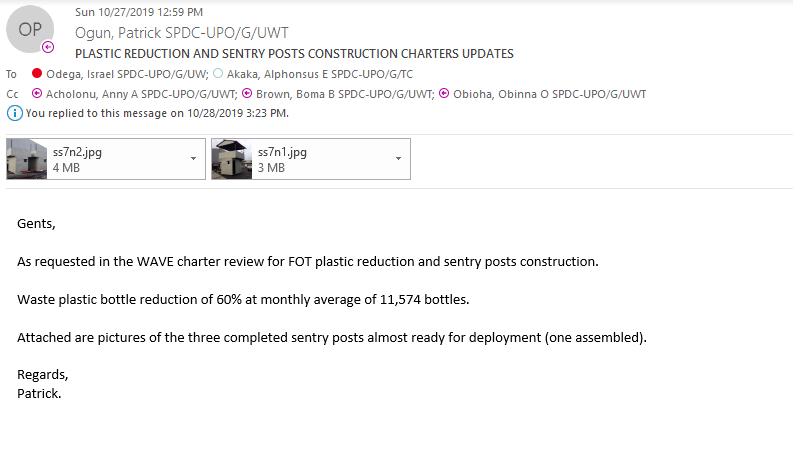 OP
Sun 10/27/2019 12:59 PM
Ogun, Patrick SPDC-UPO/G/UWT
PLASTIC REDUCTION AND SENTRY POSTS CONSTRUCTION CHARTERS UPDATES
To Odega, Israel SPDC-UPO/G/UW; Akaka, Alphonsus E SPDC-UPO/G/TC
Cc Acholonu, Anny A SPDC-UPO/G/UWT; Brown, Boma B SPDC-UPO/G/UWT; Obioha, Obinna O SPDC-UPO/G/UWT
You replied to this message on 10/28/2019 3:23 PM.
ss7n2.jpg
4 MB
ss7n1.jpg
3 MB
Gents,
As requested in the WAVE charter review for FOT plastic reduction and sentry posts construction.
Waste plastic bottle reduction of 60% at monthly average of 11,574 bottles.
Attached are pictures of the three completed sentry posts almost ready for deployment (one assembled).
Regards,
Patrick.